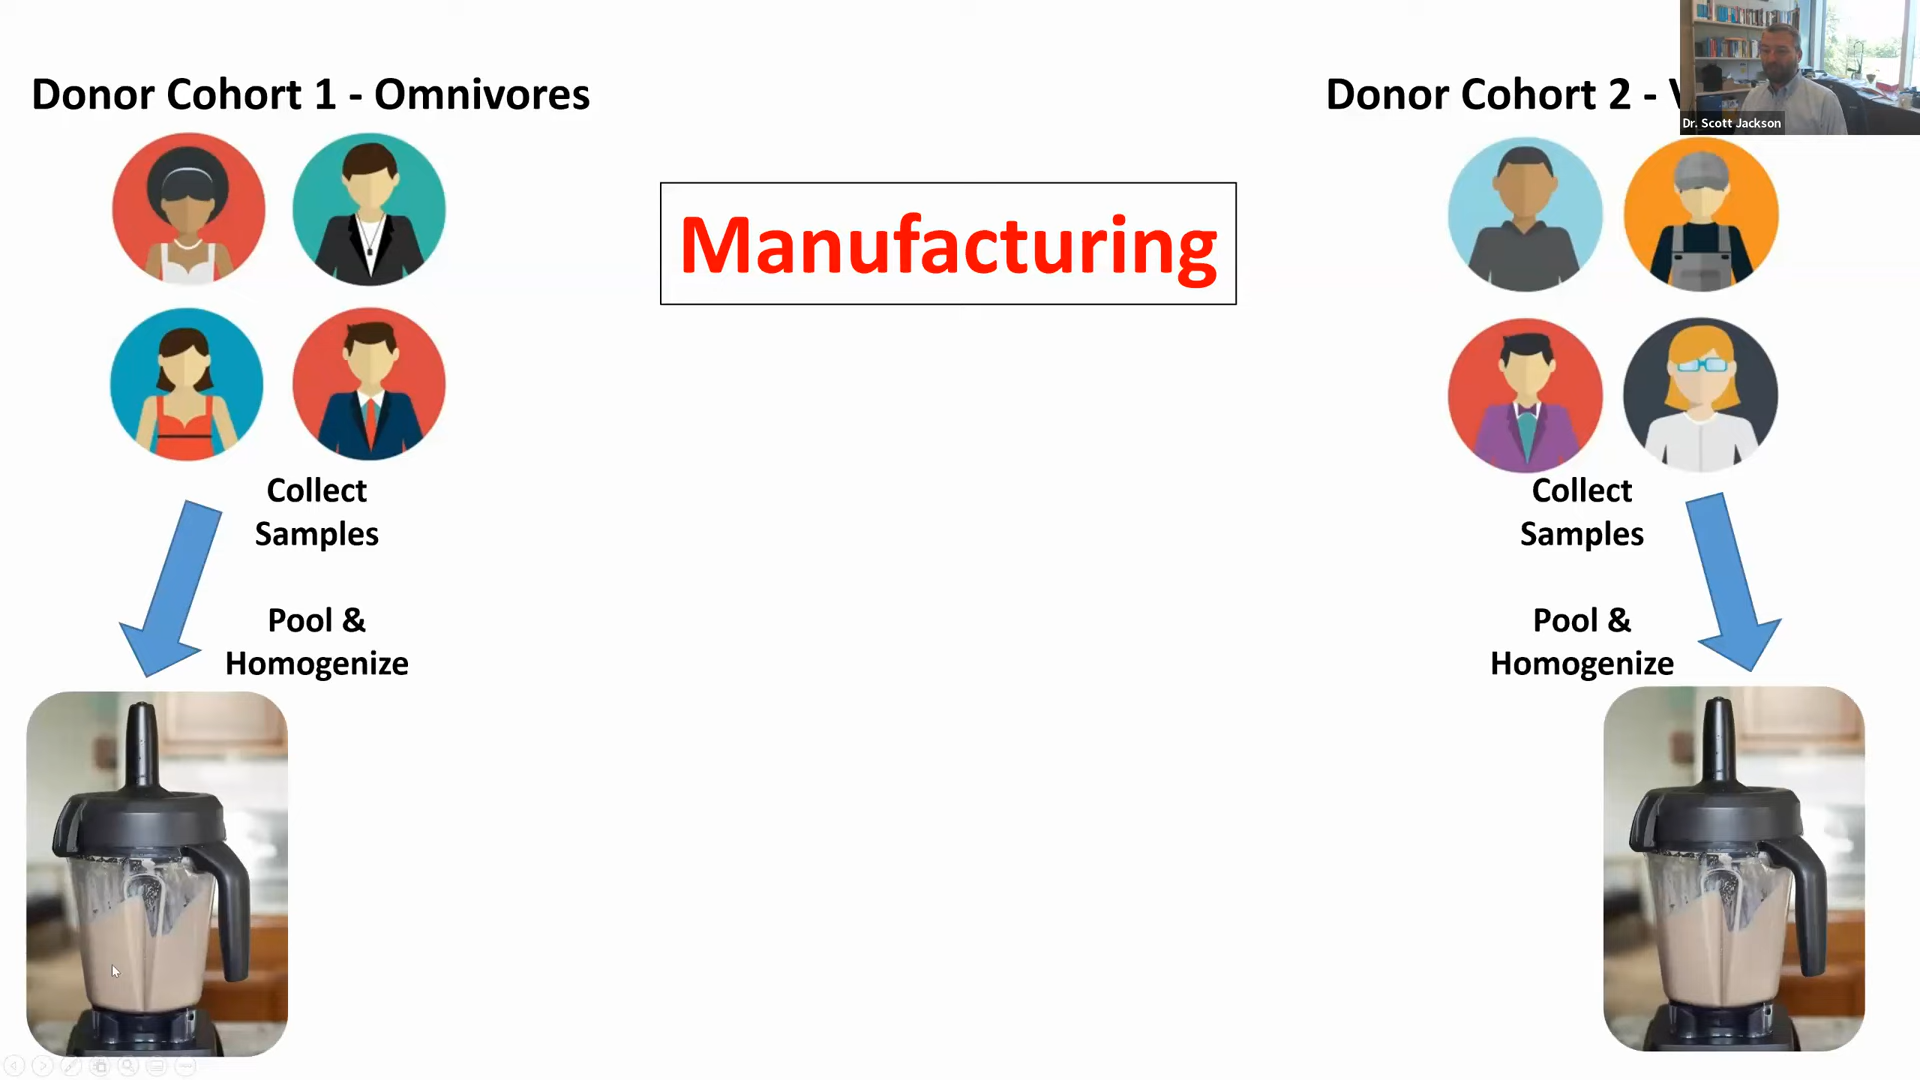 Donor Cohort 1 - Omnivores
Donor Cohort 2 -
Dr. Scott Jackson
Manufacturing
Collect
Samples
Pool &
Homogenize
Collect
Samples
Pool &
Homogenize